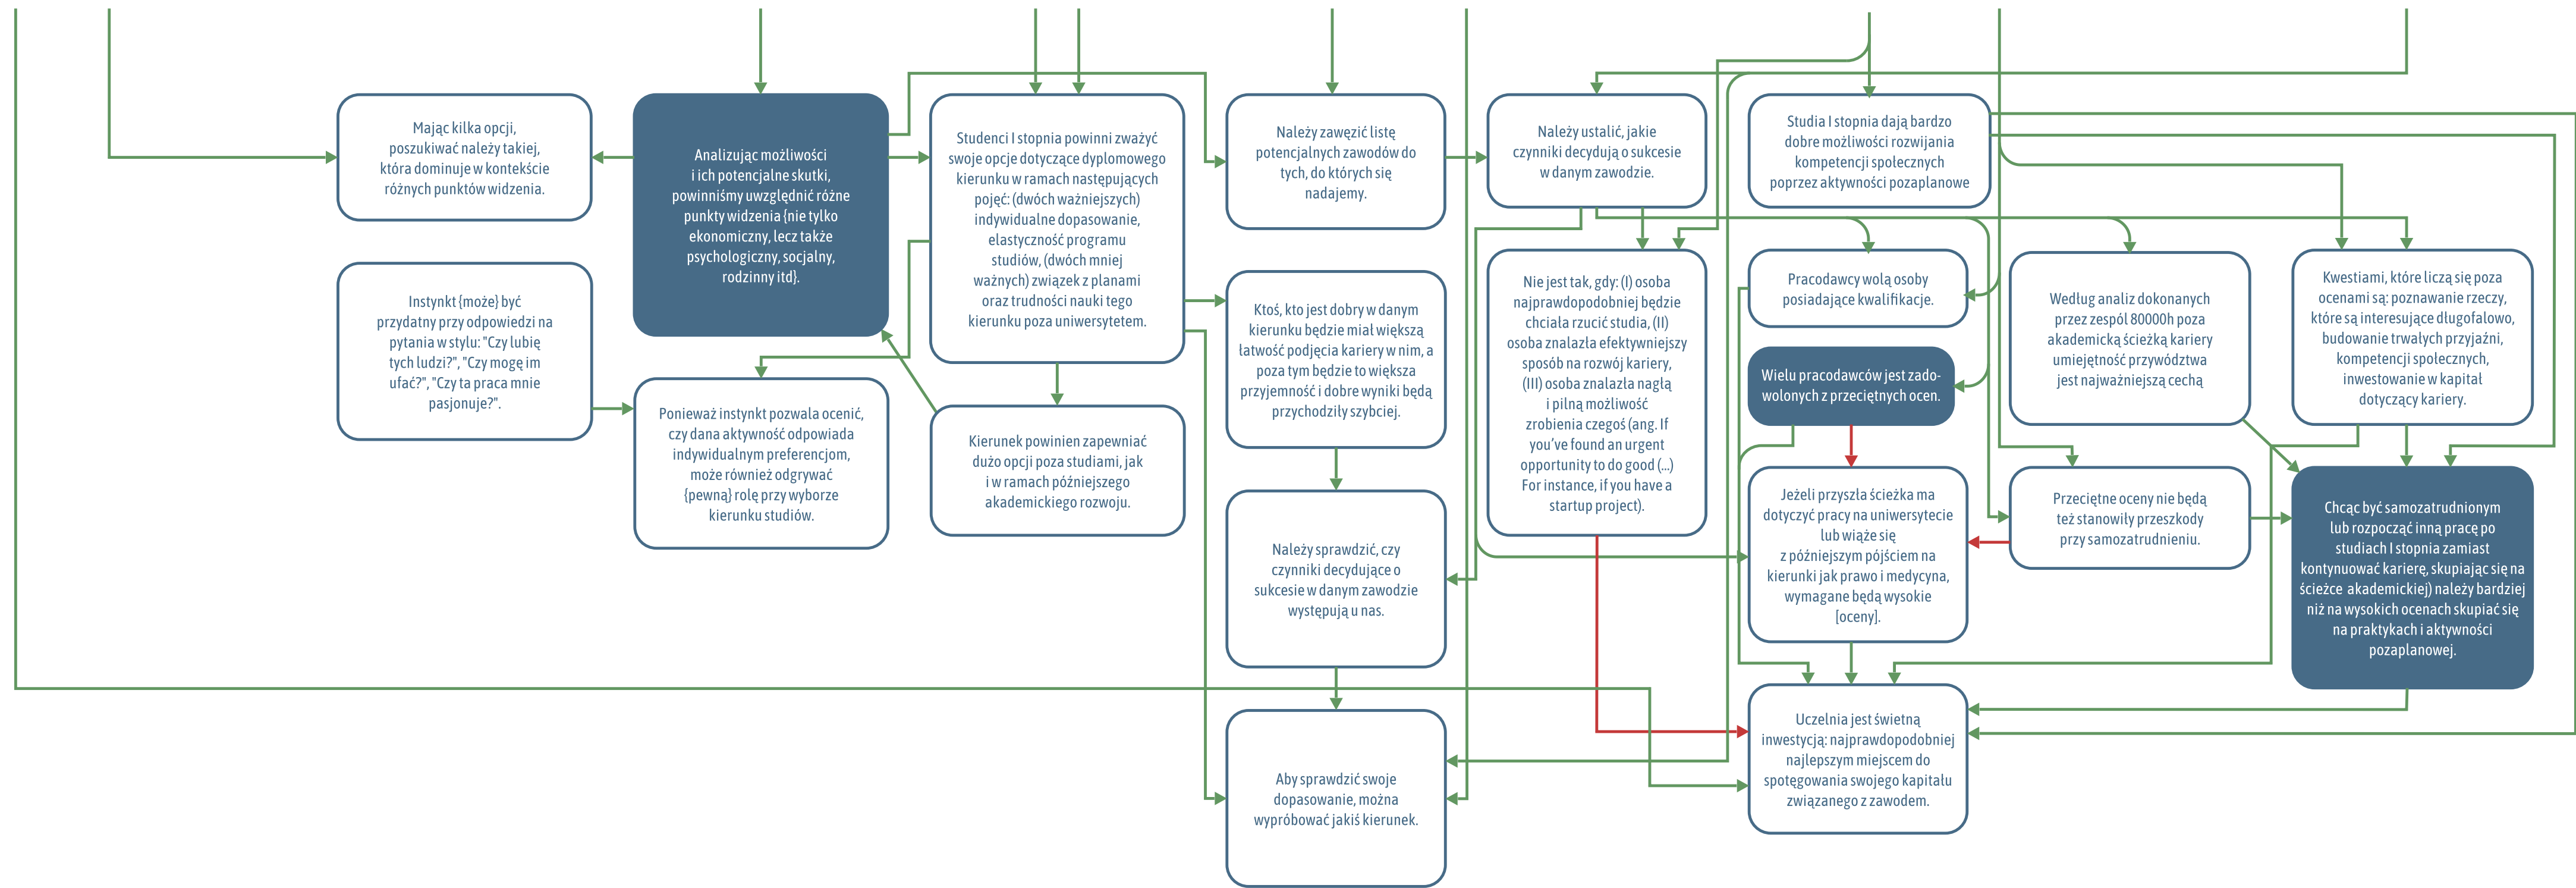 Mając kilka opcji,
poszukiwać należy takiej,
która dominuje w kontekście
różnych punktów widzenia.
Instynkt {może} być
przydatny przy odpowiedzi na
pytania w stylu: "Czy lubię
tych ludzi?", "Czy mogę im
ufać?", "Czy ta praca mnie
pasjonuje?".
Analizując możliwości
i ich potencjalne skutki,
powinniśmy uwzględnić różne
punkty widzenia {nie tylko
ekonomiczny, lecz także
psychologiczny, socjalny,
rodzinny itd}.
Ponieważ instynkt pozwala ocenić,
czy dana aktywność odpowiada
indywidualnym preferencjom,
może również odgrywać
{pewną} rolę przy wyborze
kierunku studiów.
Studenci I stopnia powinni zważyć
swoje opcje dotyczące dyplomowego
kierunku w ramach następujących
pojęć: (dwóch ważniejszych)
indywidualne dopasowanie,
elastyczność programu
studiów, (dwóch mniej
ważnych) związek z planami
oraz trudności nauki tego
kierunku poza uniwersytetem.
Kierunek powinien zapewniać
dużo opcji poza studiami, jak
i w ramach późniejszego
akademickiego rozwoju.
Należy zawęzić listę
potencjalnych zawodów do
tych, do których się
nadajemy.
Ktoś, kto jest dobry w danym
kierunku będzie miał większą
łatwość podjęcia kariery w nim, a
poza tym będzie to większa
przyjemność i dobre wyniki będą
przychodziły szybciej.
Należy sprawdzić, czy
czynniki decydujące o
sukcesie w danym zawodzie
występują u nas.
Aby sprawdzić swoje
dopasowanie, można
wypróbować jakiś kierunek.
Należy ustalić, jakie
czynniki decydują o sukcesie
w danym zawodzie.
Nie jest tak, gdy: (I) osoba
najprawdopodobniej będzie
chciala rzucić studia, (II)
osoba znalazła efektywniejszy
sposób na rozwój kariery,
(III) osoba znalazła nagłą
i pilną możliwość
zrobienia czegoś (ang. If
you've found an urgent
opportunity to do good (...)
For instance, if you have a
startup project).
Studia I stopnia dają bardzo
dobre możliwości rozwijania
kompetencji społecznych
poprzez aktywności pozaplanowe
Pracodawcy wolą osoby
posiadające kwalifikacje.
Wielu pracodawców jest zado-
wolonych z przeciętnych ocen.
Jeżeli przyszła ścieżka ma
dotyczyć pracy na uniwersytecie
lub wiąże się
z późniejszym pójściem na
kierunki jak prawo i medycyna,
wymagane będą wysokie
[oceny].
Uczelnia jest świetną
inwestycją: najprawdopodobniej
najlepszym miejscem do
spotęgowania swojego kapitału
związanego z zawodem.
Według analiz dokonanych
przez zespól 80000h poza
akademicką ścieżką kariery
umiejętność przywództwa
jest najważniejszą cechą
Przeciętne oceny nie będą
też stanowiły przeszkody
przy samozatrudnieniu.
Kwestiami, które liczą się poza
ocenami są: poznawanie rzeczy,
które są interesujące długofalowo,
budowanie trwałych przyjaźni,
kompetencji społecznych,
inwestowanie w kapitał
dotyczący kariery.
Chcąc być samozatrudnionym
lub rozpocząć inną pracę po
studiach I stopnia zamiast
kontynuować karierę, skupiając się na
ścieżce akademickiej) należy bardziej
niż na wysokich ocenach skupiać się
na praktykach i aktywności
pozaplanowej.